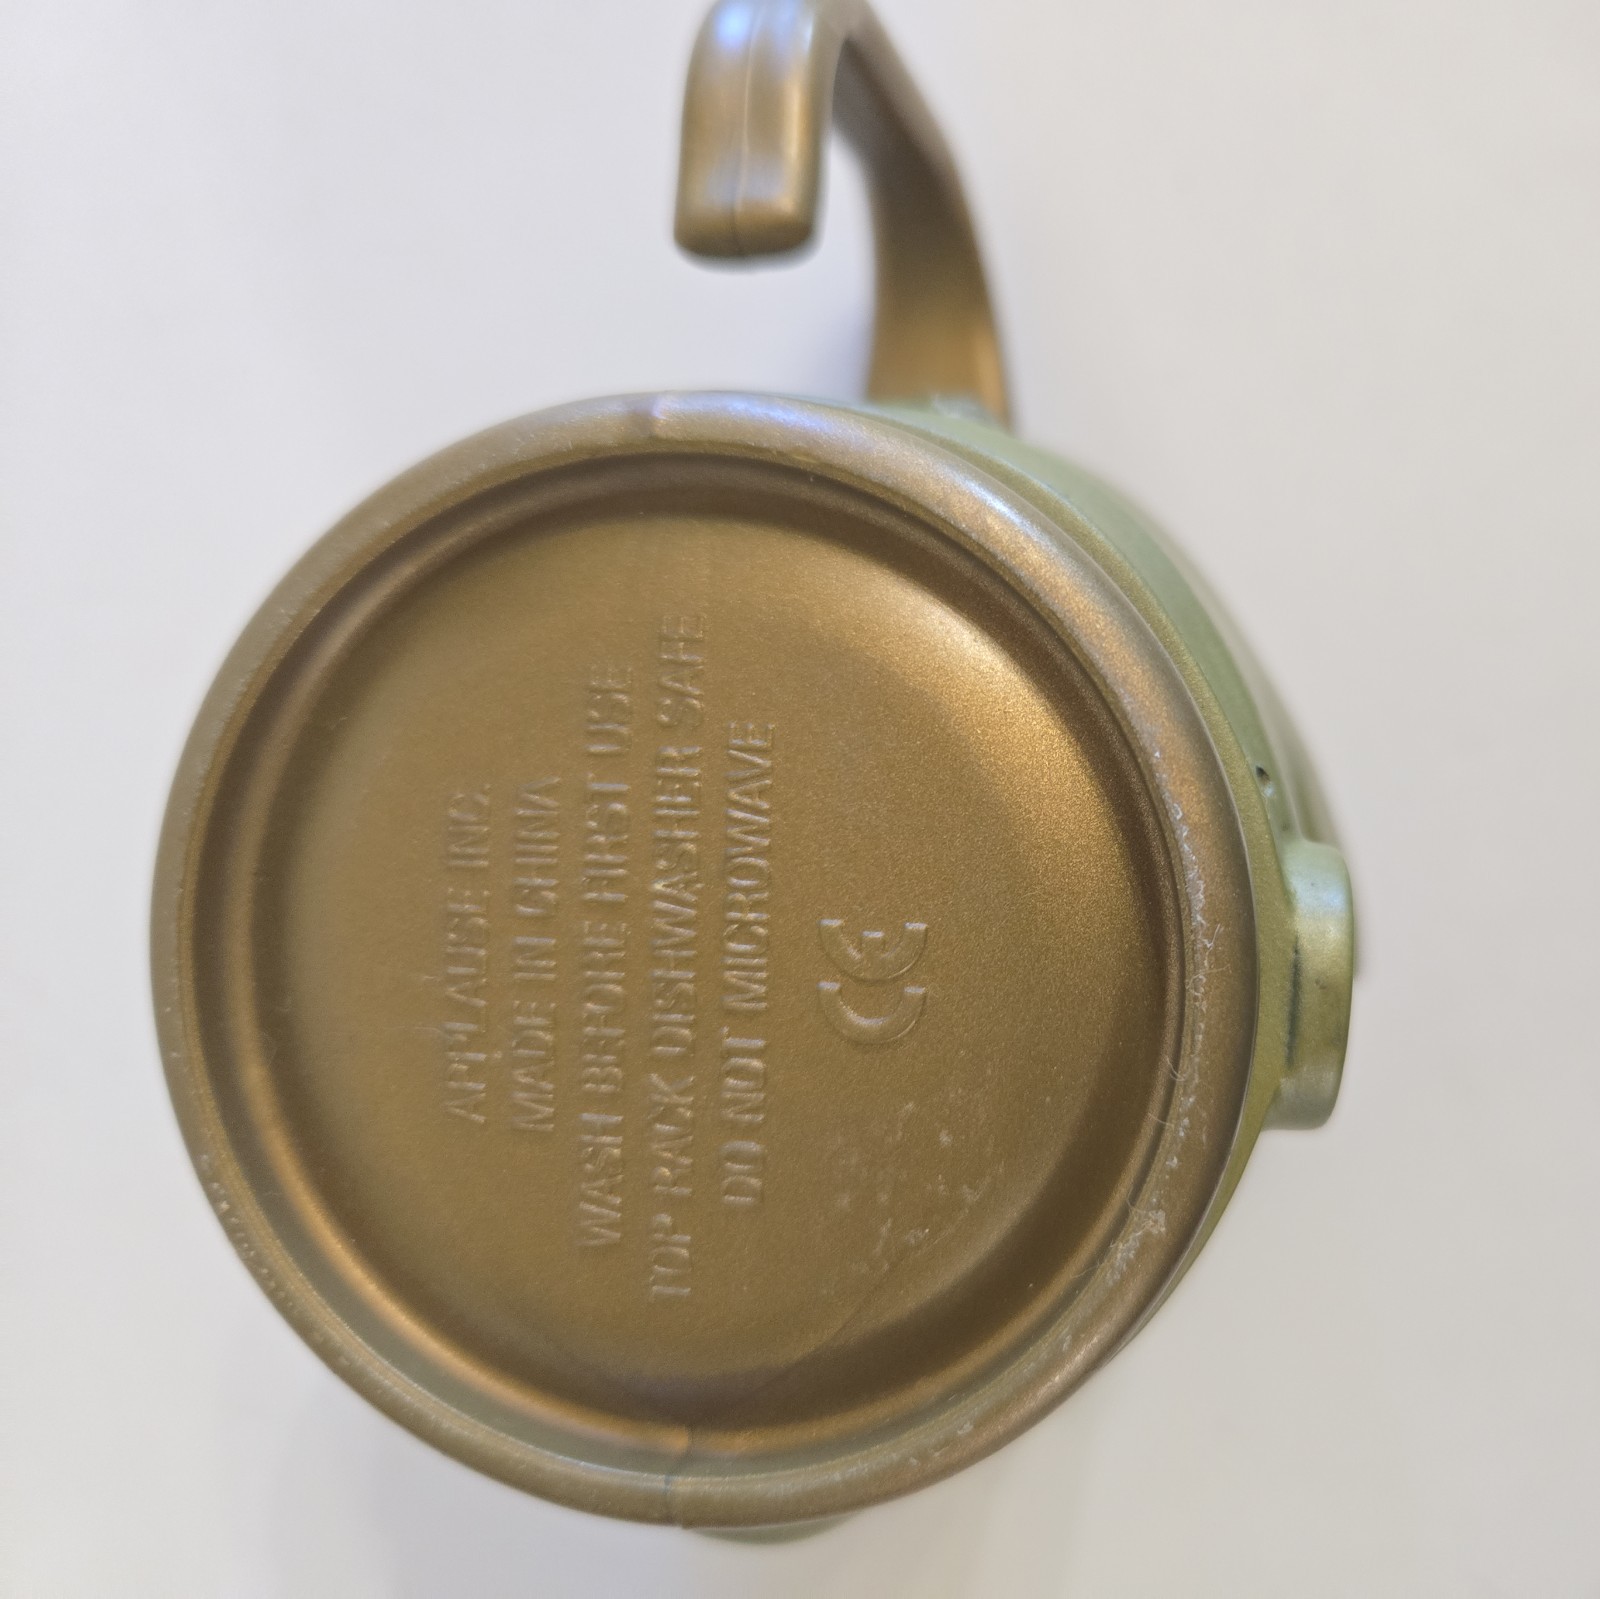 APPLAUSE INC.
MADE IN CHINA
WASH BEFORE FIRST USE
TOP RACK DISHWASHER SAFE
DO NOT MICROWAVE
CE